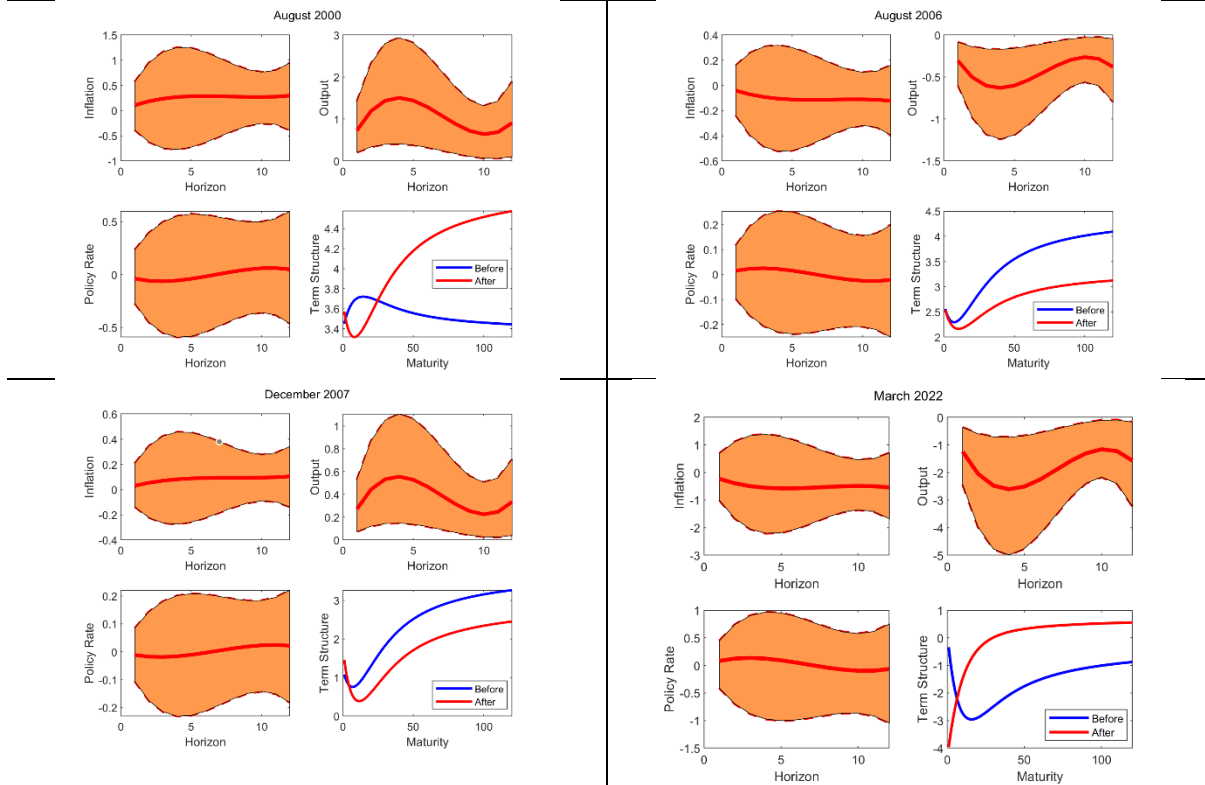 August 2000
1.5
1
0.5
0
-0.5
-1
0 5 10
Inflation
Horizon
3
2
1
0
0 5 10
Output
Horizon
0.5
0
-0.5
0 5 10
Policy Rate
Horizon
4.4
4.2
4
3.8
3.6
3.4
0 50 100
Term Structure
Before
After
Maturity
August 2006
0.4
0.2
0
-0.2
-0.4
-0.6
0 5 10
Inflation
Horizon
0
-0.5
-1
-1.5
0 5 10
Output
Horizon
0.2
0.1
0
-0.1
-0.2
0 5 10
Policy Rate
Horizon
4.5
4
3.5
3
2.5
2
0 50 100
Term Structure
Before
After
Maturity
December 2007
0.6
0.4
0.2
0
-0.2
-0.4
0 5 10
Inflation
Horizon
1
0.8
0.6
0.4
0.2
0
0 5 10
Output
Horizon
0.2
0.1
0
-0.1
-0.2
0 5 10
Policy Rate
Horizon
3
2
1
0
0 50 100
Term Structure
Before
After
Maturity
March 2022
2
1
0
-1
-2
-3
0 5 10
Inflation
Horizon
0
-1
-2
-3
-4
-5
0 5 10
Output
Horizon
1
0.5
0
-0.5
-1
-1.5
0 5 10
Policy Rate
Horizon
1
0
-1
-2
-3
-4
0 50 100
Term Structure
Before
After
Maturity